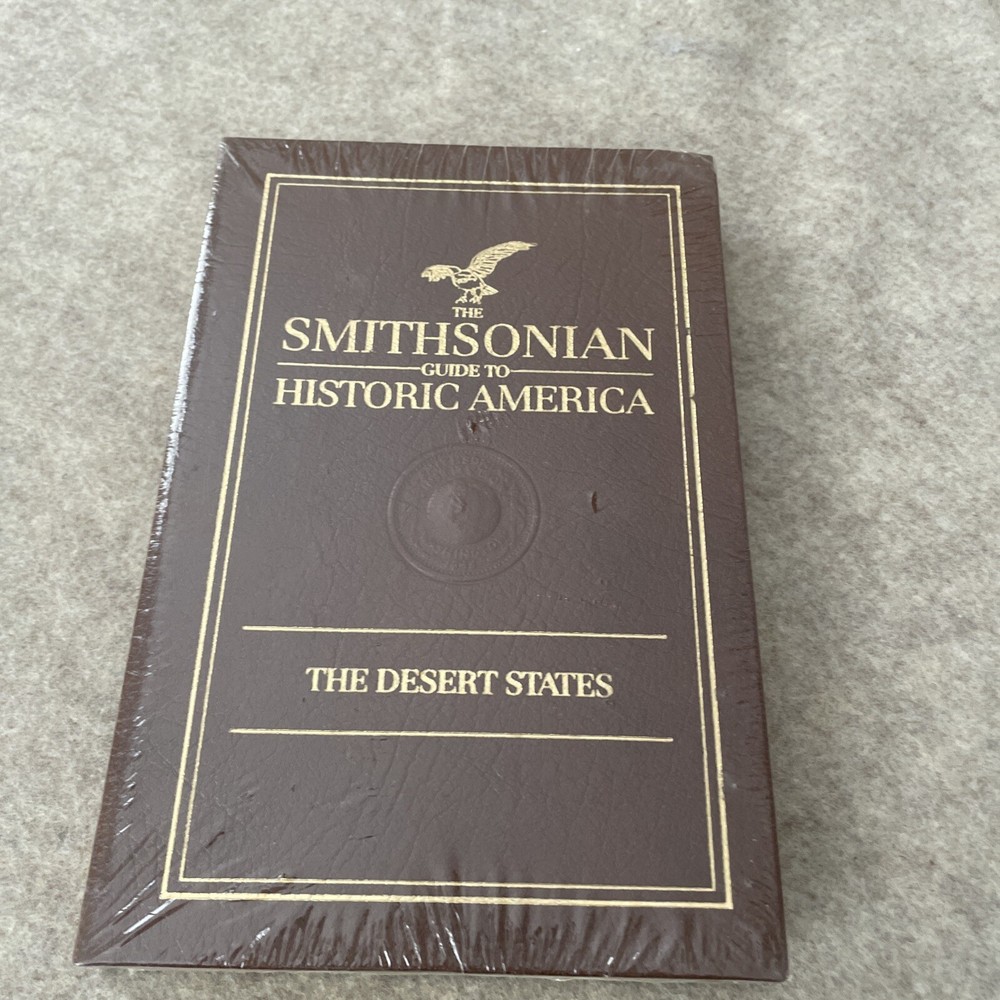 THE
SMITHSONIAN
GUIDE TO
HISTORIC AMERICA
THE DESERT STATES